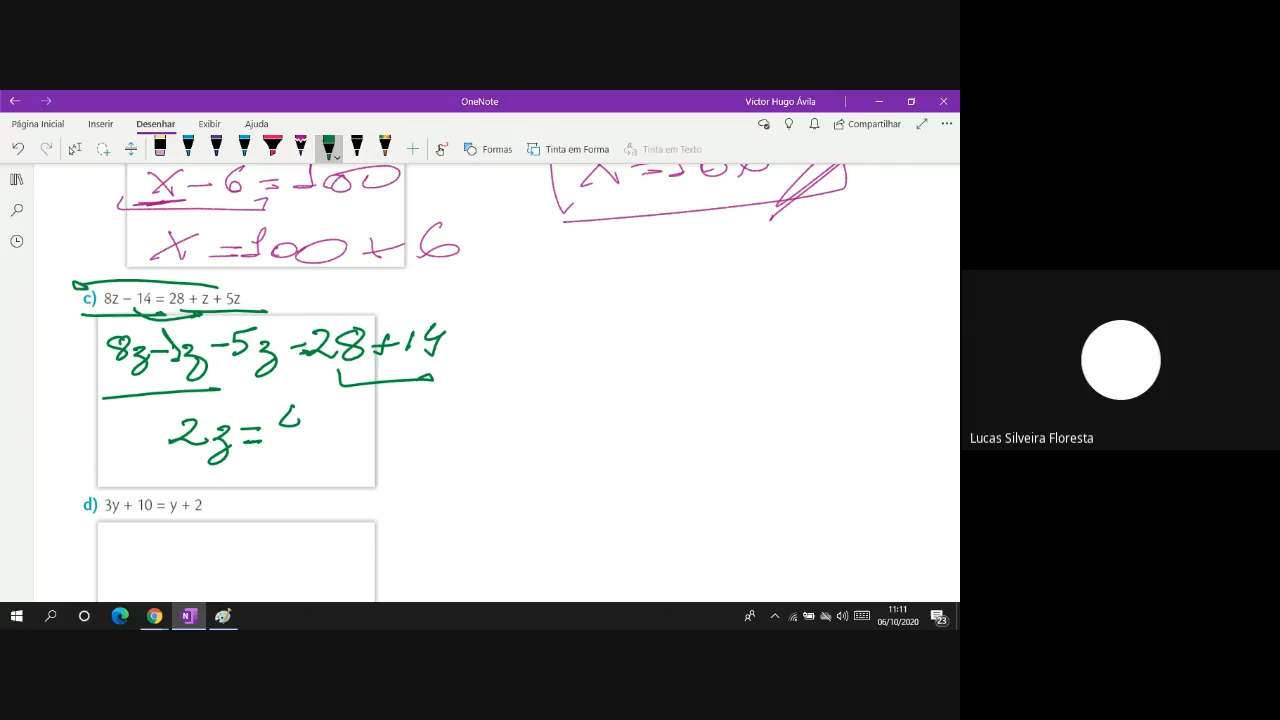 OneNote
Victor Hugo Ávila
Página Inicial Inserir Desenhar Exibir Ajuda
Compartilhar
Formas Tinta em Forma Tinta em Texto
x - 6 = 100
x = 100 + 6
c) 8z – 14 = 28 + z + 5z
8z - 1z - 5z = 28 + 14
2z =
d) 3y + 10 = y + 2
Lucas Silveira Floresta
11:11
06/10/2020
23